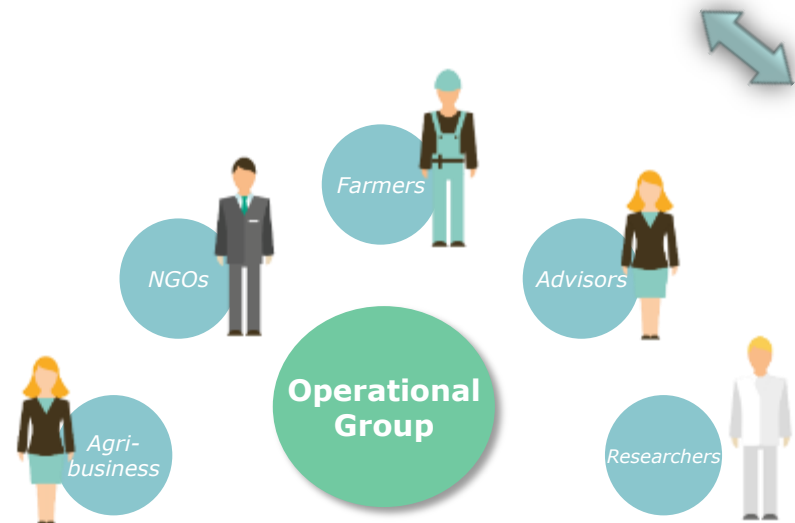 Farmers
NGOs
Advisors
Operational
Group
Agri-
business
Researchers